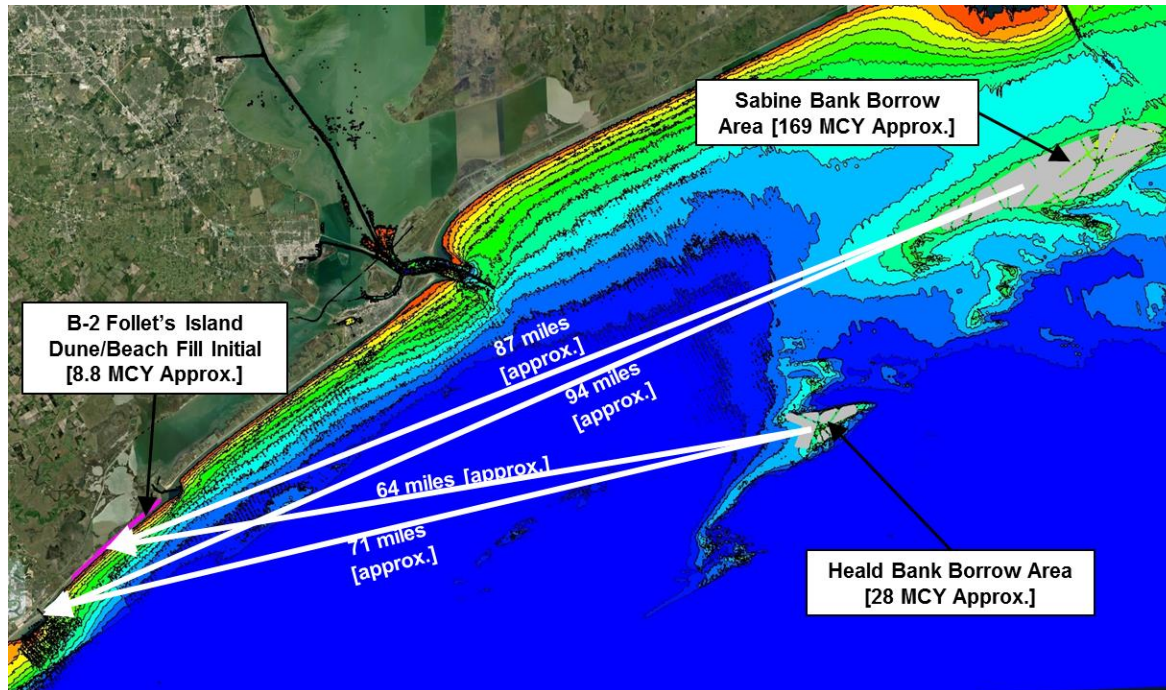 Sabine Bank Borrow
Area [169 MCY Approx.]
B-2 Follet's Island
Dune/Beach Fill Initial
[8.8 MCY Approx.]
87 miles
[approx.]
94 miles
[approx.]
64 miles [approx.]
71 miles
[approx.]
Heald Bank Borrow Area
[28 MCY Approx.]